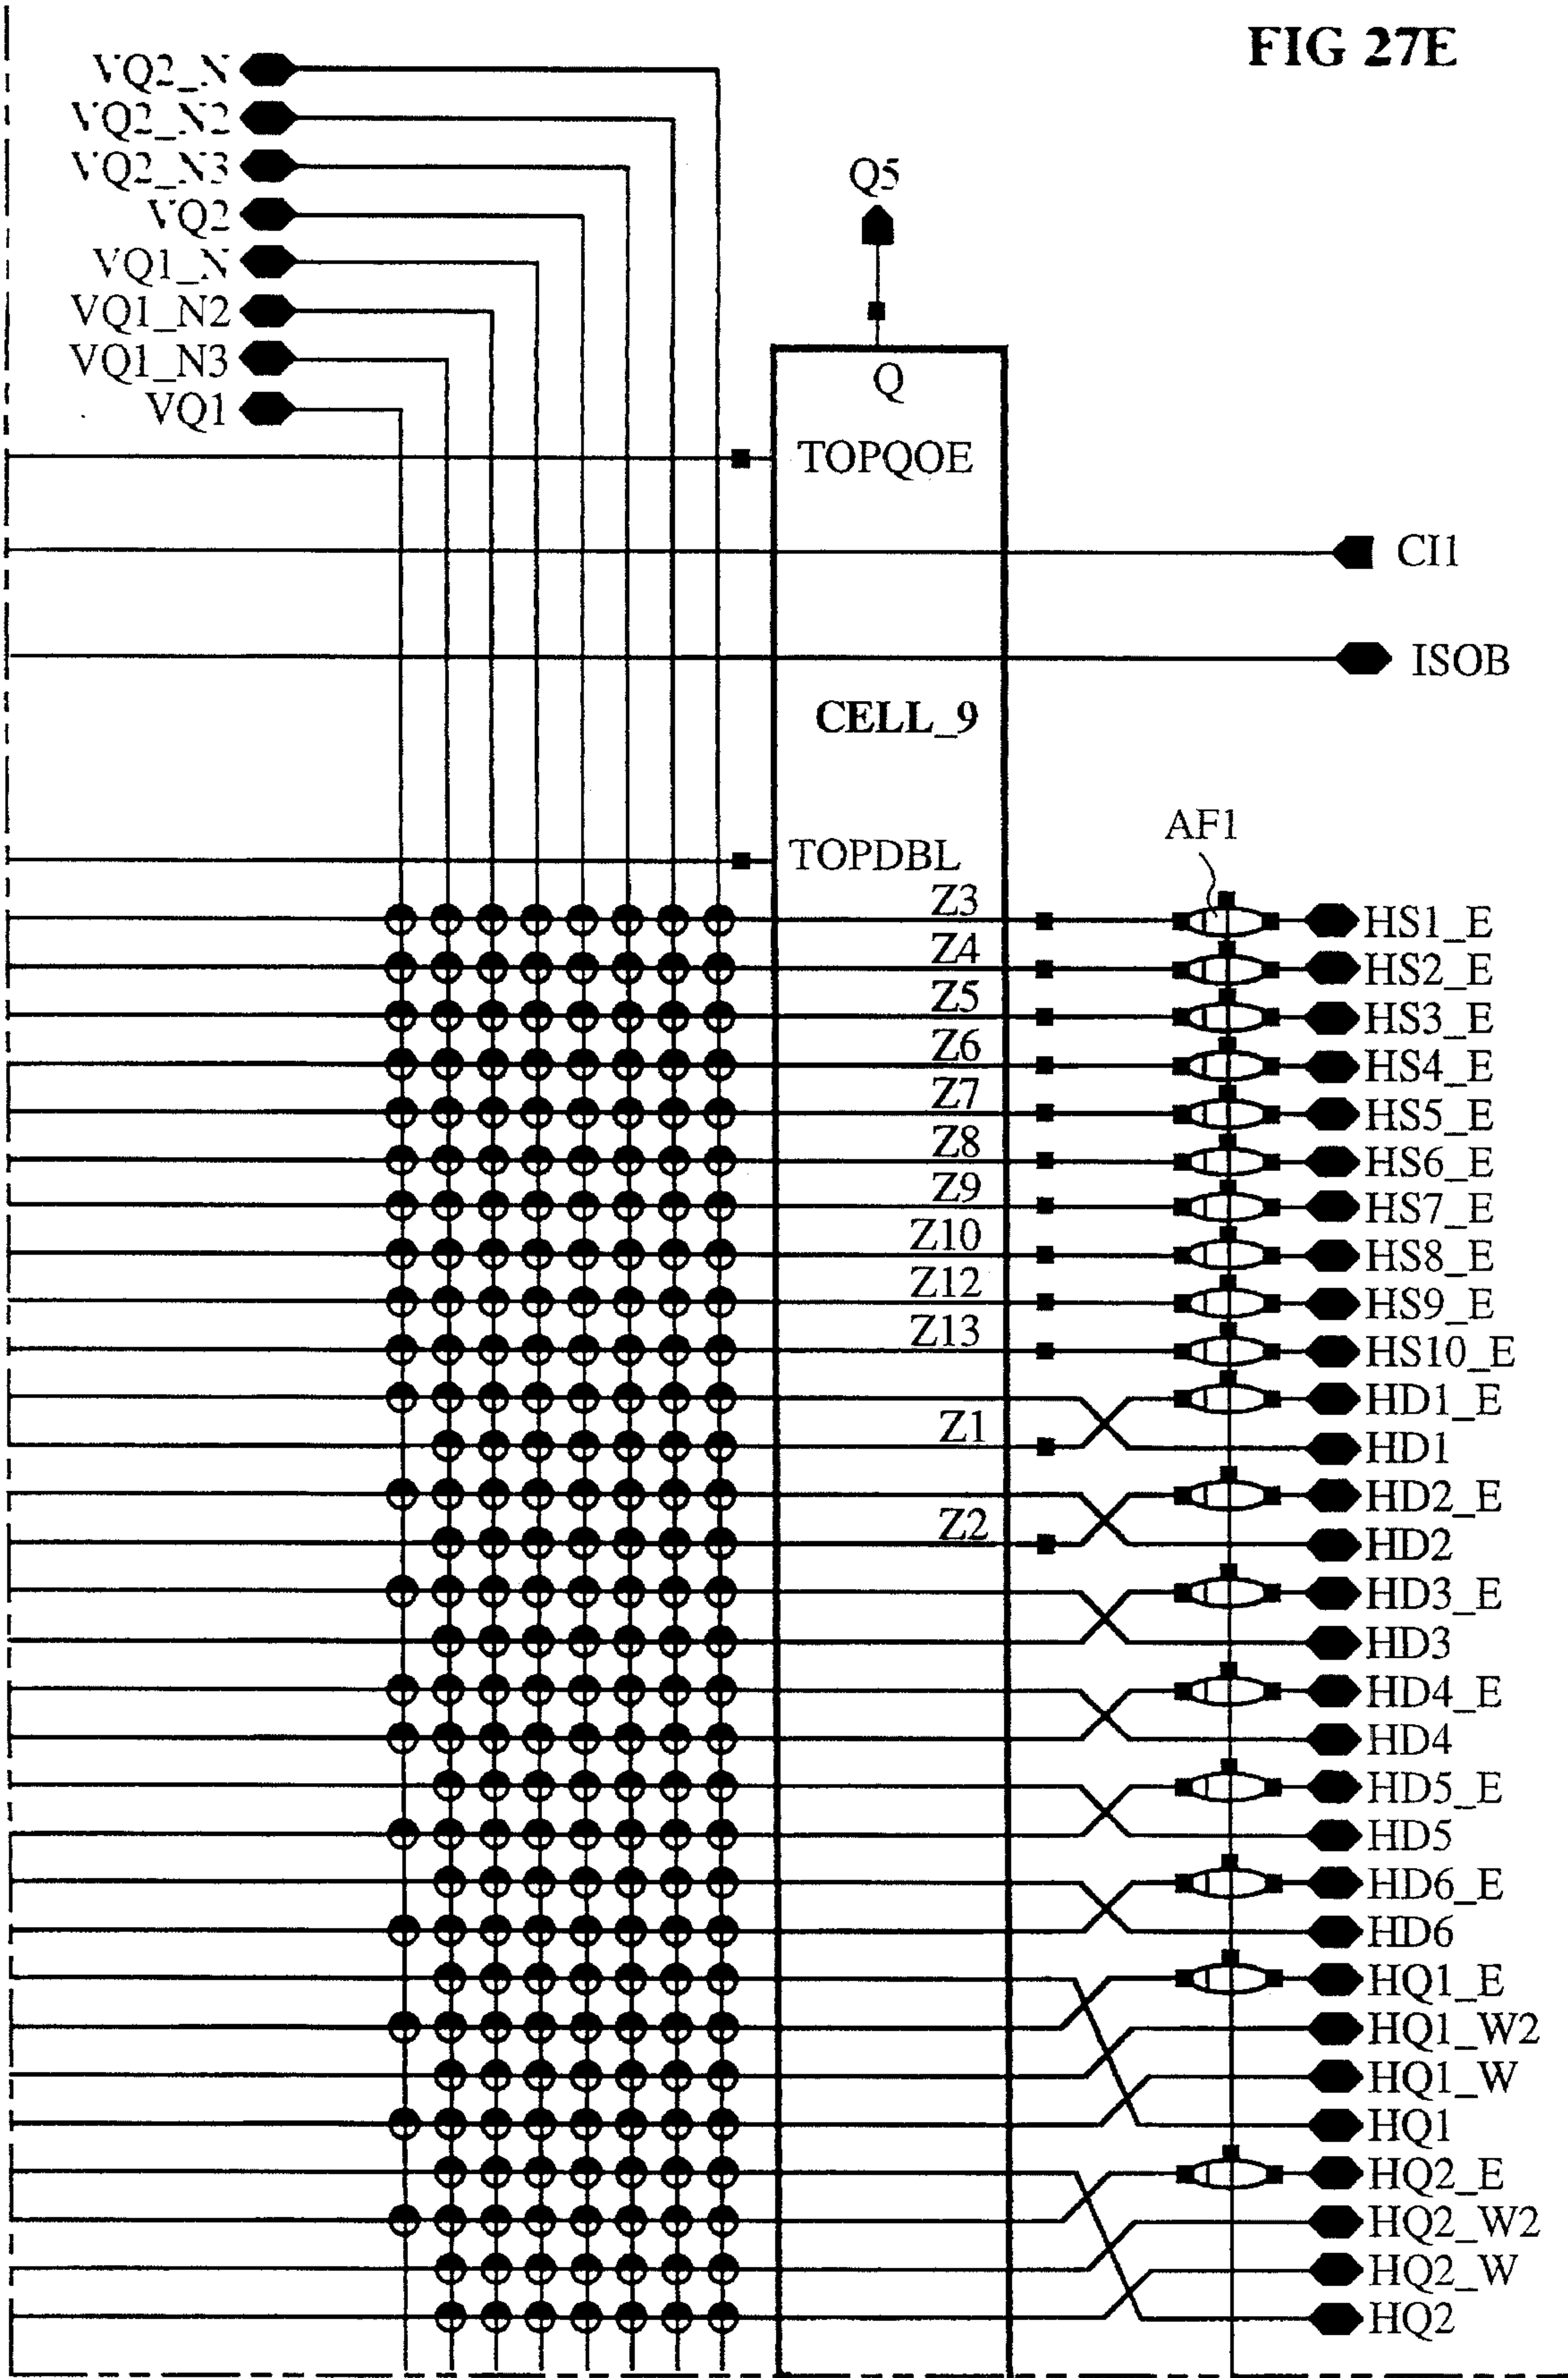 FIG 27E
VQ2_N
VQ2_N2
VQ2_N3
VQ2
VQ1_N
VQ1_N2
VQ1_N3
VQ1
Q5
Q
TOPQOE
CI1
ISOB
CELL_9
TOPDBL
AF1
Z3 HS1_E
Z4 HS2_E
Z5 HS3_E
Z6 HS4_E
Z7 HS5_E
Z8 HS6_E
Z9 HS7_E
Z10 HS8_E
Z12 HS9_E
Z13 HS10_E
HD1_E
Z1 HD1
HD2_E
Z2 HD2
HD3_E
HD3
HD4_E
HD4
HD5_E
HD5
HD6_E
HD6
HQ1_E
HQ1_W2
HQ1_W
HQ1
HQ2_E
HQ2_W2
HQ2_W
HQ2